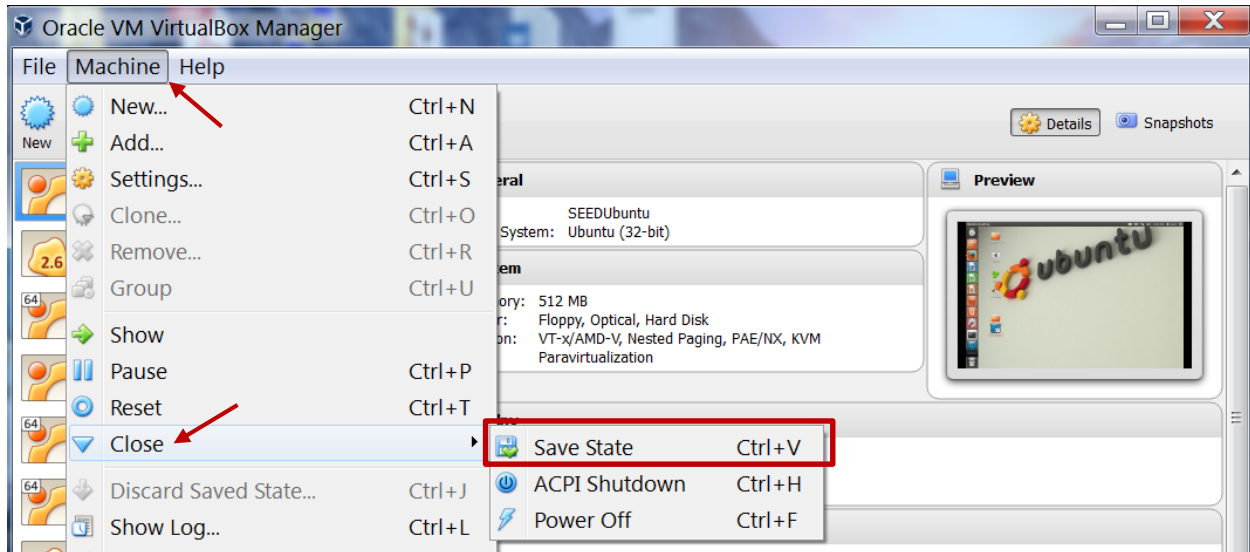 Oracle VM VirtualBox Manager
File Machine Help
New
New... Ctrl+N
Add... Ctrl+A
Settings... Ctrl+S
Clone... Ctrl+O
Remove... Ctrl+R
Group Ctrl+U
Show
Pause Ctrl+P
Reset Ctrl+T
Close
Discard Saved State... Ctrl+J
Show Log... Ctrl+L
Save State Ctrl+V
ACPI Shutdown Ctrl+H
Power Off Ctrl+F
Details Snapshots
2.6
64
64
64
eral
SEEDUbuntu
System: Ubuntu (32-bit)
em
ory: 512 MB
r: Floppy, Optical, Hard Disk
on: VT-x/AMD-V, Nested Paging, PAE/NX, KVM
Paravirtualization
Preview
ubuntu